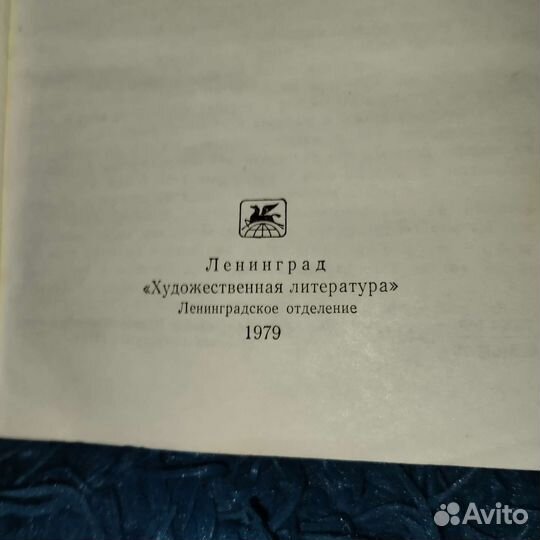 Ленинград
«Художественная литература»
Ленинградское отделение
1979
Avito